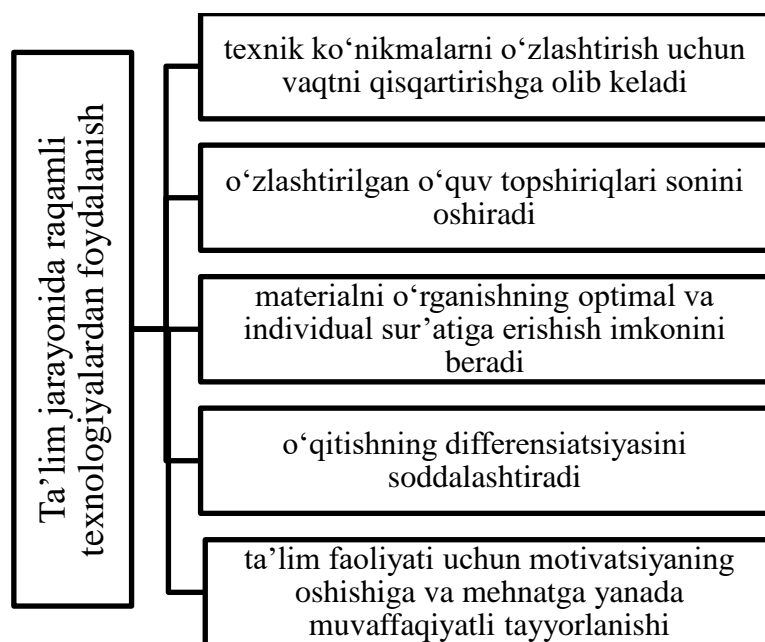 Ta’lim jarayonida raqamli
texnologiyalardan foydalanish
texnik ko‘nikmalarni o‘zlashtirish uchun
vaqtni qisqartirishga olib keladi
o‘zlashtirilgan o‘quv topshiriqlari sonini
oshiradi
materialni o‘rganishning optimal va
individual sur’atiga erishish imkonini
beradi
o‘qitishning differensiatsiyasini
soddalashtiradi
ta’lim faoliyati uchun motivatsiyaning
oshishiga va mehnatga yanada
muvaffaqiyatli tayyorlanishi